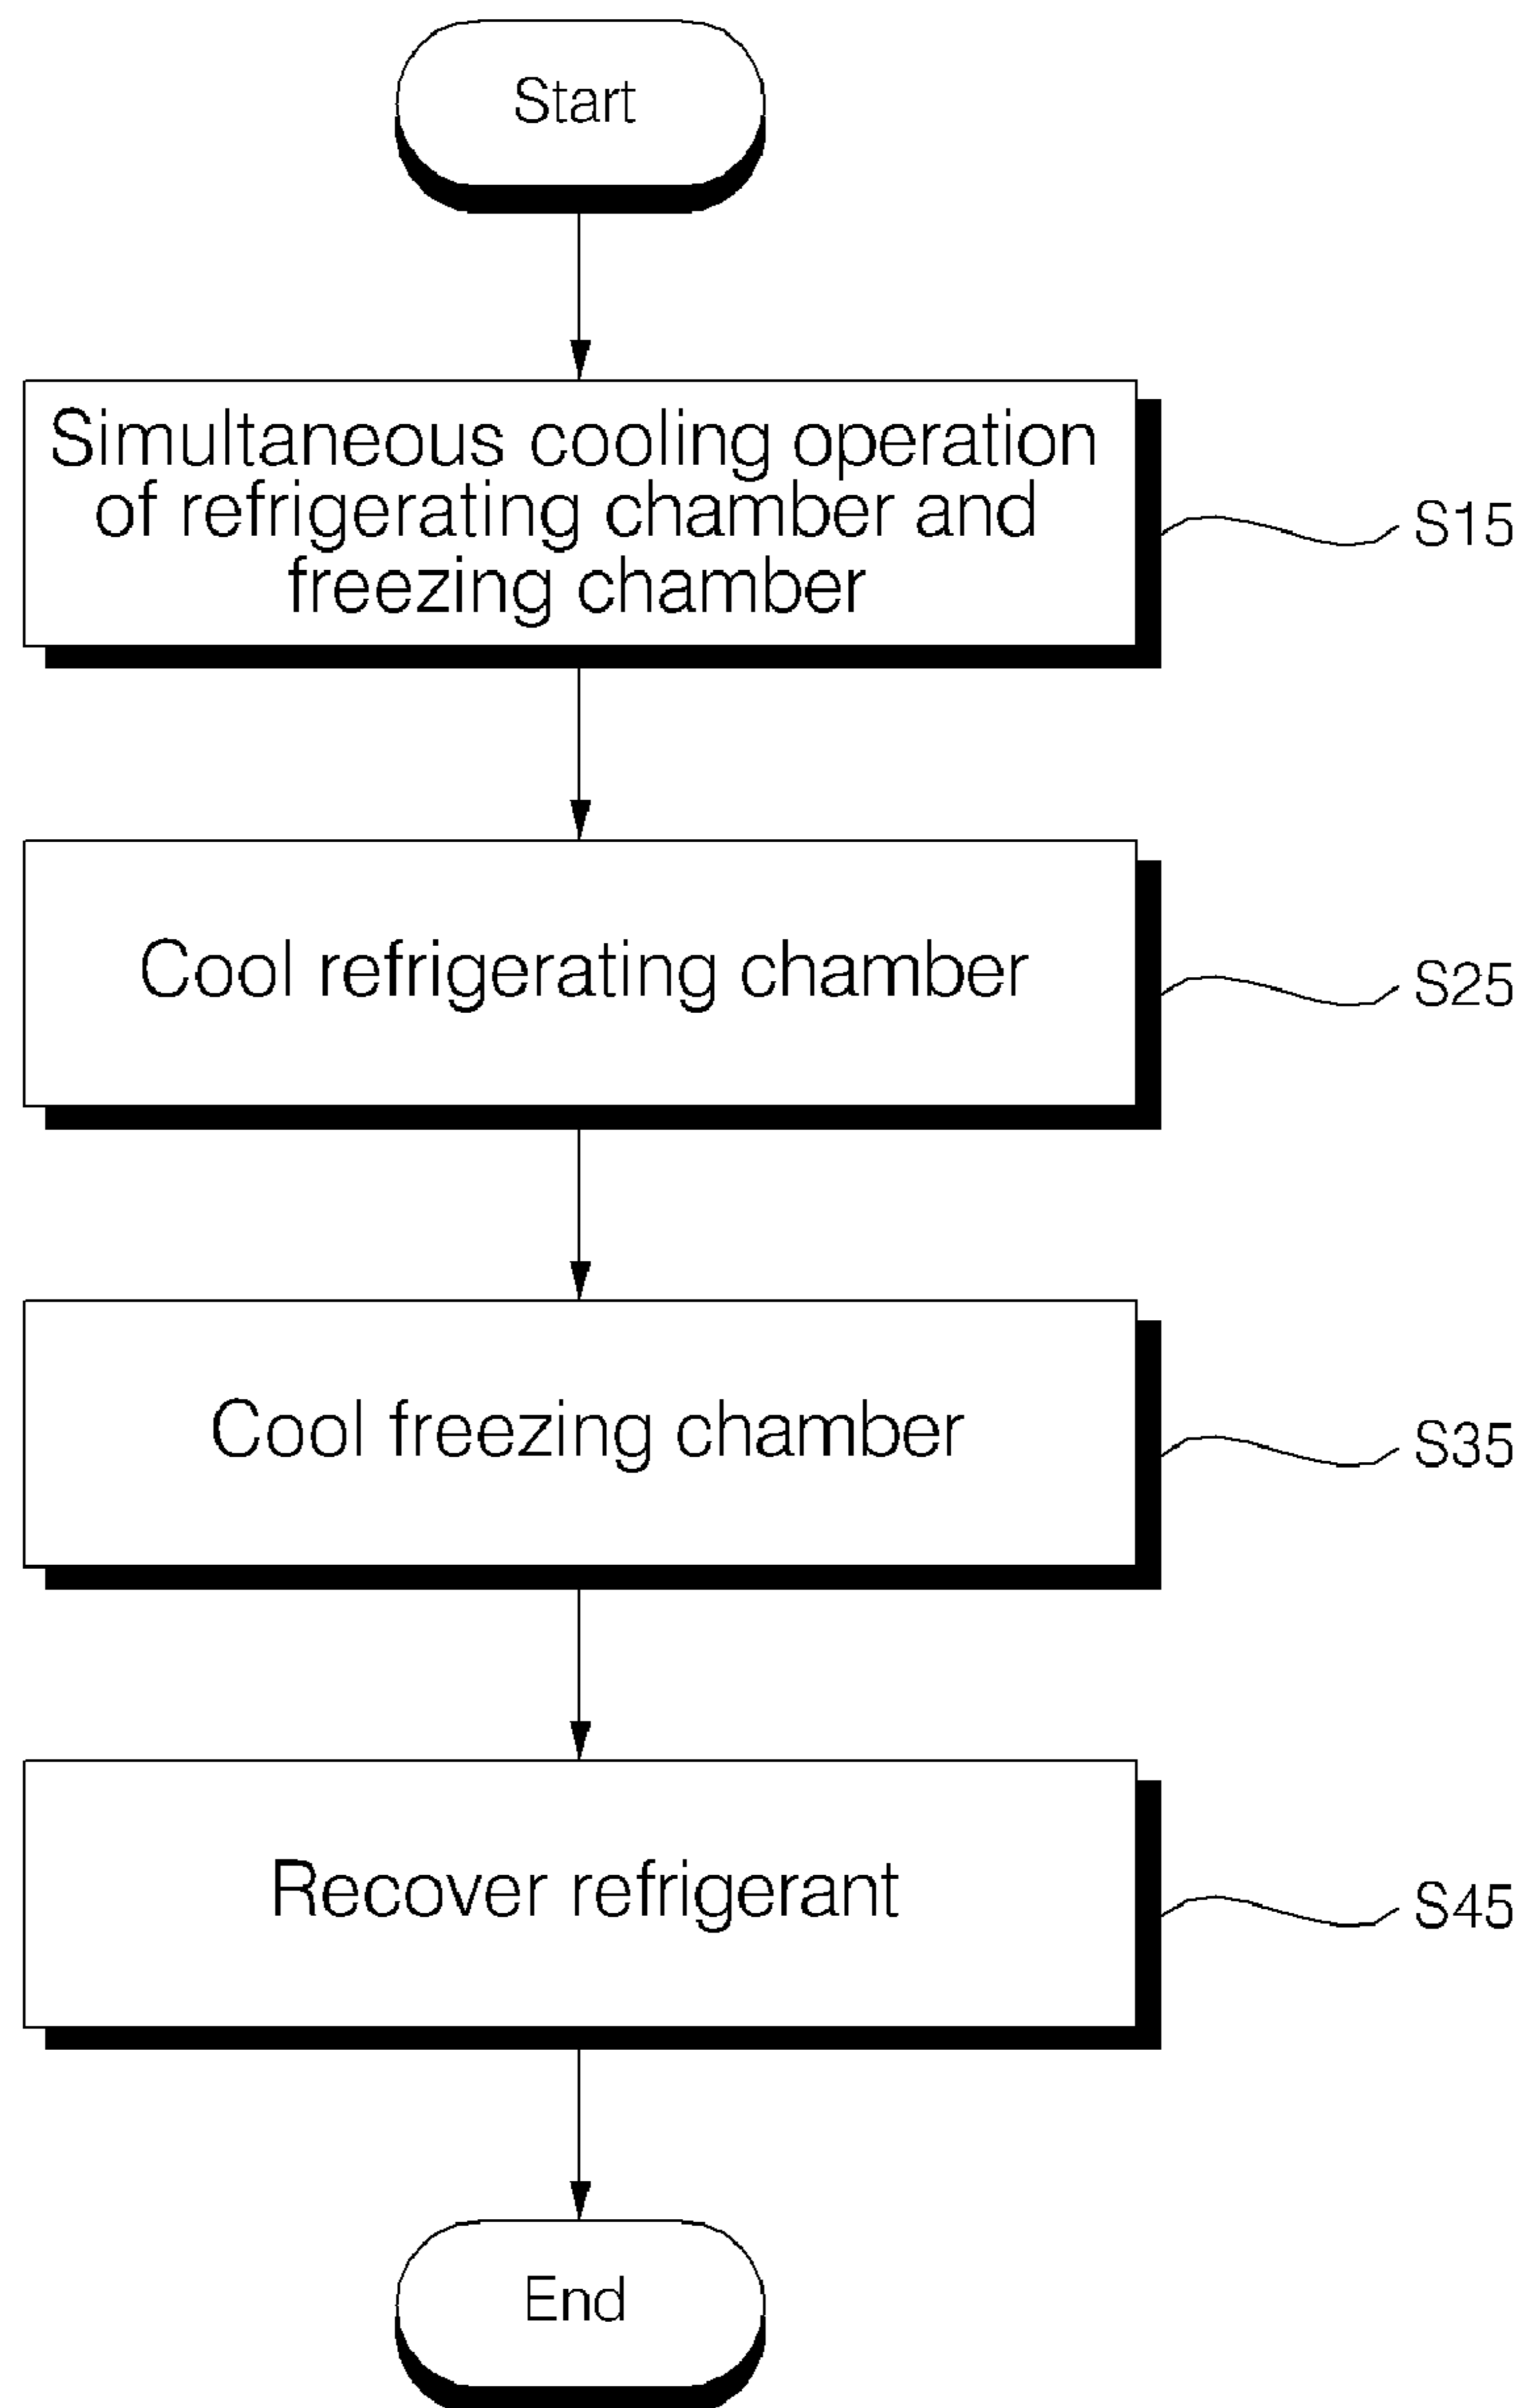 Start
Simultaneous cooling operation
of refrigerating chamber and
freezing chamber
S15
Cool refrigerating chamber
S25
Cool freezing chamber
S35
Recover refrigerant
S45
End